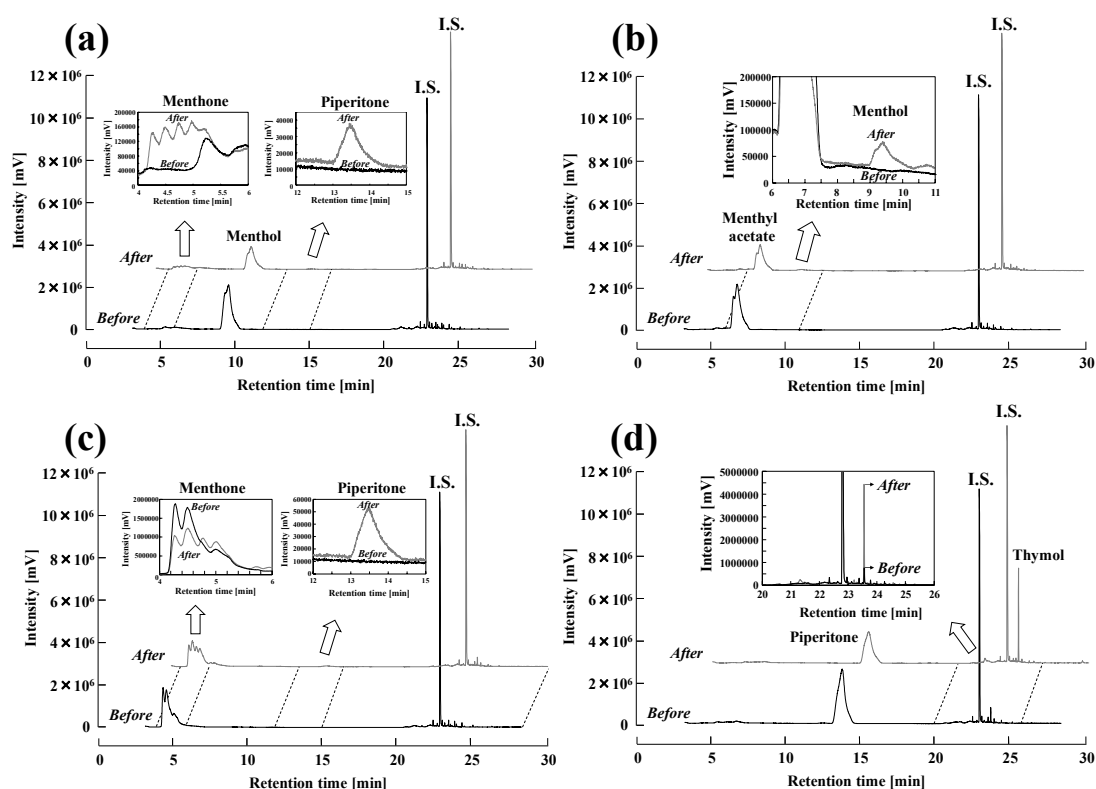 (a)
I.S.
I.S.
12×10⁶
10×10⁶
8×10⁶
6×10⁶
4×10⁶
2×10⁶
0
Intensity [mV]
Menthone
200000
160000
120000
80000
40000
0
Intensity [mV]
After
Before
4 4.5 5 5.5 6
Retention time [min]
Piperitone
50000
40000
30000
20000
10000
0
Intensity [mV]
After
Before
12 13 14 15
Retention time [min]
Menthol
After
Before
0 5 10 15 20 25 30
Retention time [min]
(b)
I.S.
I.S.
12×10⁶
10×10⁶
8×10⁶
6×10⁶
4×10⁶
2×10⁶
0
Intensity [mV]
200000
150000
100000
50000
0
Intensity [mV]
Menthol
After
Before
6 7 8 9 10 11
Retention time [min]
Menthyl
acetate
After
Before
0 5 10 15 20 25 30
Retention time [min]
(c)
I.S.
I.S.
12×10⁶
10×10⁶
8×10⁶
6×10⁶
4×10⁶
2×10⁶
0
Intensity [mV]
Menthone
2000000
1500000
1000000
500000
0
Intensity [mV]
Before
After
4 5 6
Retention time [min]
Piperitone
60000
50000
40000
30000
20000
10000
0
Intensity [mV]
After
Before
12 13 14 15
Retention time [min]
After
Before
0 5 10 15 20 25 30
Retention time [min]
(d)
I.S.
I.S.
12×10⁶
10×10⁶
8×10⁶
6×10⁶
4×10⁶
2×10⁶
0
Intensity [mV]
5000000
4000000
3000000
2000000
1000000
0
Intensity [mV]
After
Before
20 21 22 23 24 25 26
Retention time [min]
Thymol
Piperitone
After
Before
0 5 10 15 20 25 30
Retention time [min]